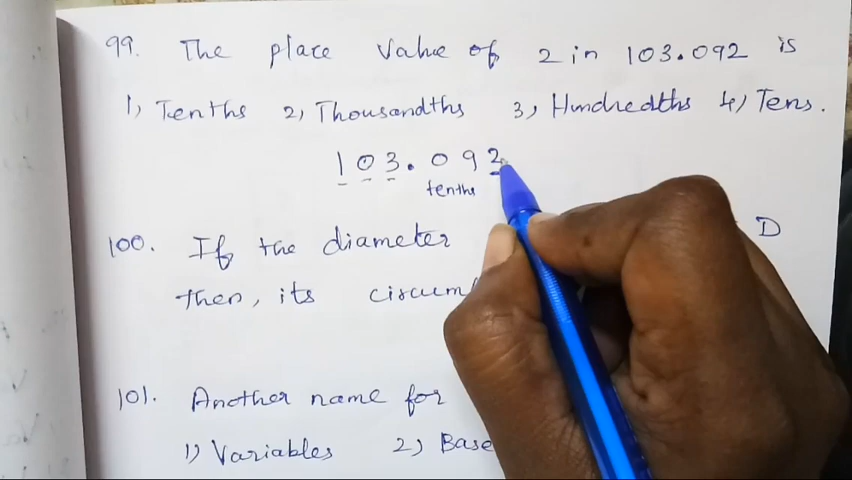 99. The place value of 2 in 103.092 is
1) Tenths 2) Thousandths 3) Hundredths 4) Tens.
103.092
tenths
100. If the diameter D
then, its circum
101. Another name for
1) Variables 2) Base